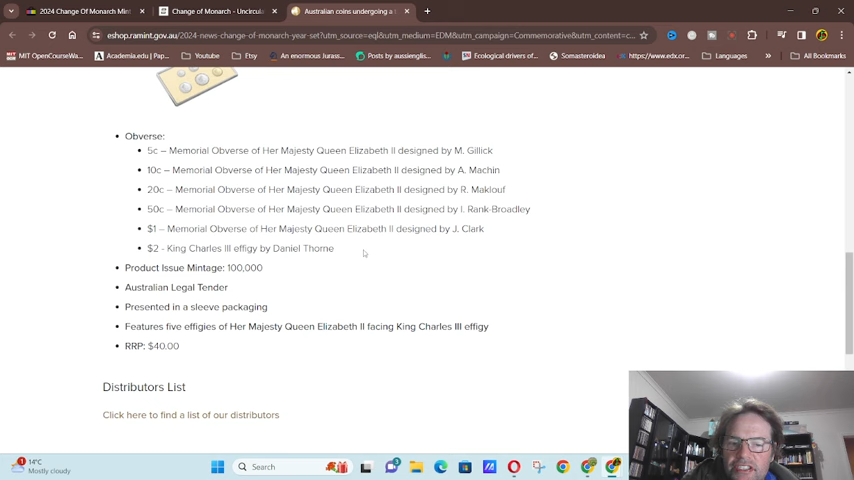 2024 Change Of Monarch Mint
Change of Monarch - Uncircula
Australian coins undergoing a
eshop.ramint.gov.au/2024-news-change-of-monarch-year-set?utm_source=eql&utm_medium=EDM&utm_campaign=Commemorative&utm_content=c...
MIT OpenCourseWa...
Academia.edu | Pap...
Youtube
Etsy
An enormous Jurass...
Posts by aussienglis...
Ecological drivers of...
Somasteroidea
https://www.edx.org...
Languages
All Bookmarks
Obverse:
5c – Memorial Obverse of Her Majesty Queen Elizabeth II designed by M. Gillick
10c – Memorial Obverse of Her Majesty Queen Elizabeth II designed by A. Machin
20c – Memorial Obverse of Her Majesty Queen Elizabeth II designed by R. Maklouf
50c – Memorial Obverse of Her Majesty Queen Elizabeth II designed by I. Rank-Broadley
$1 – Memorial Obverse of Her Majesty Queen Elizabeth II designed by J. Clark
$2 - King Charles III effigy by Daniel Thorne
Product Issue Mintage: 100,000
Australian Legal Tender
Presented in a sleeve packaging
Features five effigies of Her Majesty Queen Elizabeth II facing King Charles III effigy
RRP: $40.00
Distributors List
Click here to find a list of our distributors
14°C
Mostly cloudy
Search